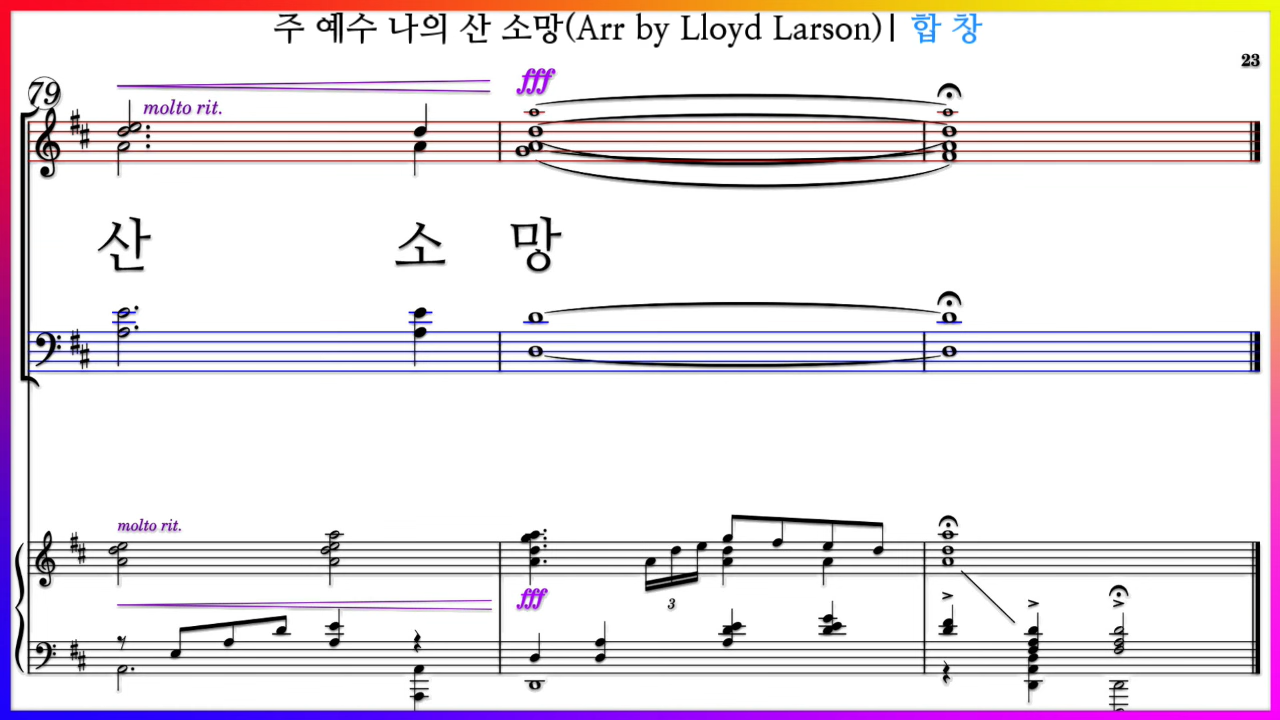 주 예수 나의 산 소망(Arr by Lloyd Larson)| 합 창
23
79
fff
molto rit.
산 소 망
molto rit.
fff
3